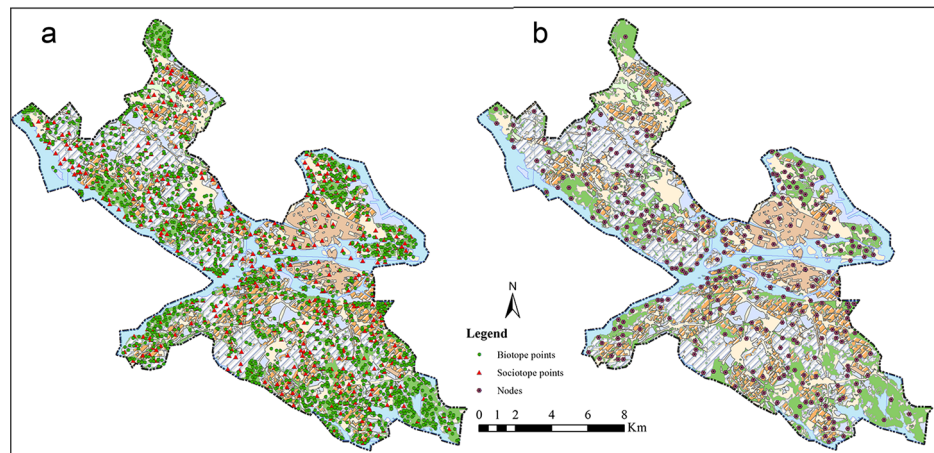 a
b
N
Legend
Biotope points
Sociotope points
Nodes
0 1 2 4 6 8
Km